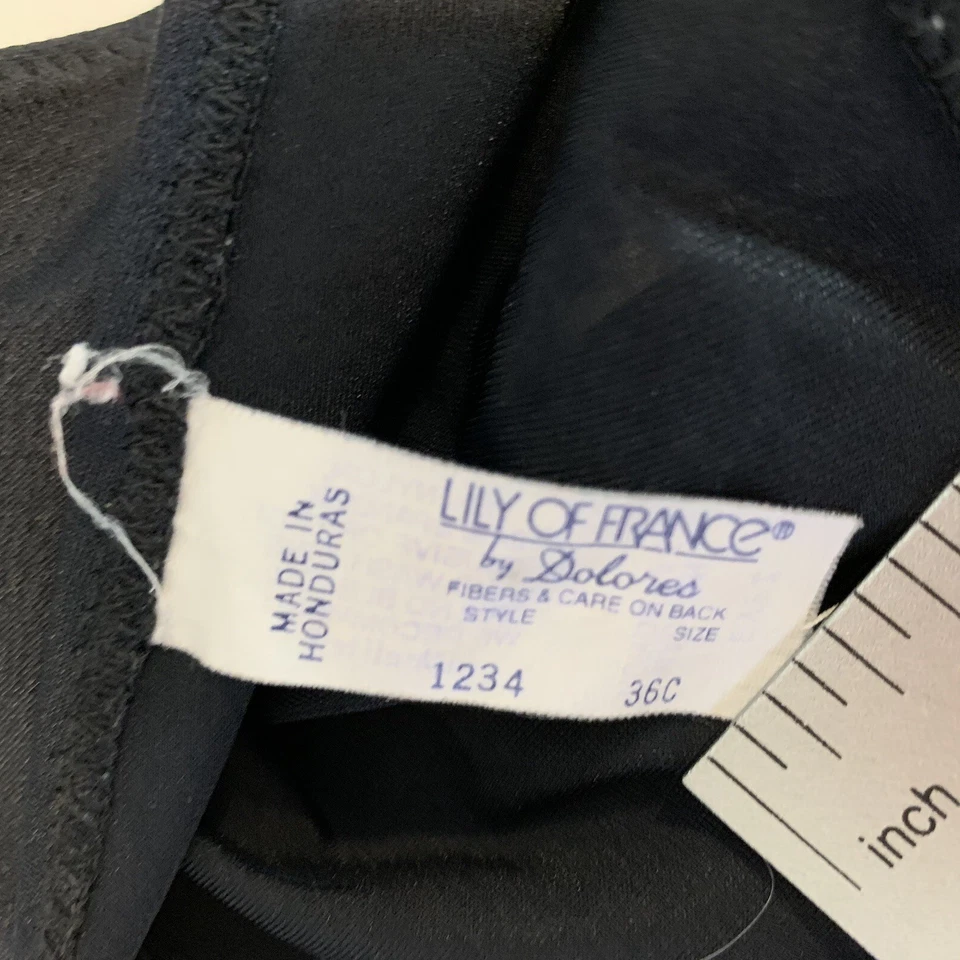 MADE IN
HONDURAS
LILY OF FRANCE®
by Dolores
FIBERS & CARE ON BACK
STYLE SIZE
1234 36C
inch